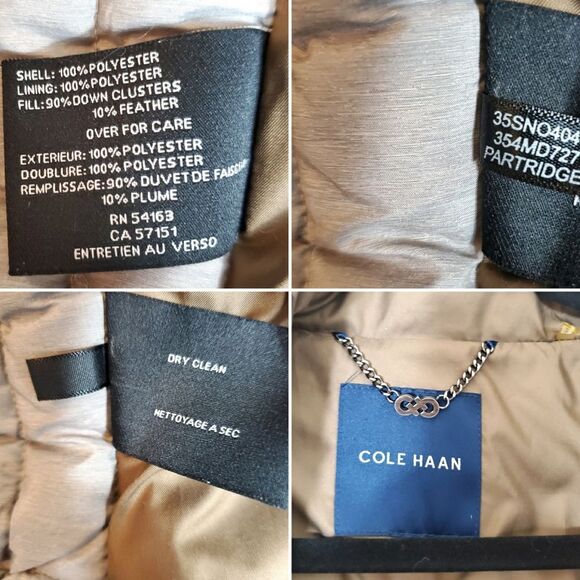 SHELL: 100% POLYESTER
LINING: 100% POLYESTER
FILL: 90% DOWN CLUSTERS
10% FEATHER
OVER FOR CARE
EXTERIEUR: 100% POLYESTER
DOUBLURE: 100% POLYESTER
REMPLISSAGE: 90% DUVET DE
10% PLUME
RN 54163
CA 57151
ENTRETIEN AU VERSO
35SNO404
354MD727
PARTRIDGE
DRY CLEAN
NETTOYAGE A SEC
COLE HAAN